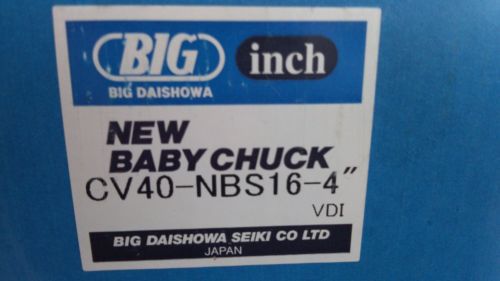 BIG inch
BIG DAISHOWA
NEW
BABY CHUCK
CV40-NBS16-4"
VDI
BIG DAISHOWA SEIKI CO LTD
JAPAN